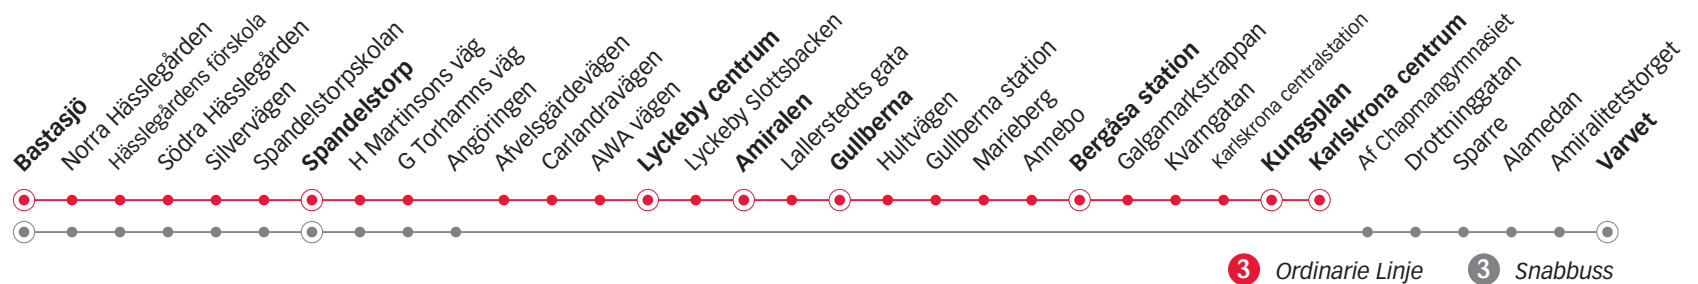 Bastasjö
Norra Hässlegården
Hässlegårdens förskola
Södra Hässlegården
Silvervägen
Spandelstorpskolan
Spandelstorp
H Martinsons väg
G Torhamns väg
Angöringen
Afvelsgärdevägen
Carlandravägen
AWA vägen
Lyckeby centrum
Lyckeby Slottsbacken
Amiralen
Lallerstedts gata
Gullberna
Hultvägen
Gullberna station
Marieberg
Annebo
Bergåsa station
Galgamarkstrappan
Kvarngatan
Karlskrona centralstation
Kungsplan
Karlskrona centrum
Af Chapmangymnasiet
Drottninggatan
Sparre
Alamedan
Amiralitetstorget
Varvet
3 Ordinarie Linje
3 Snabbuss